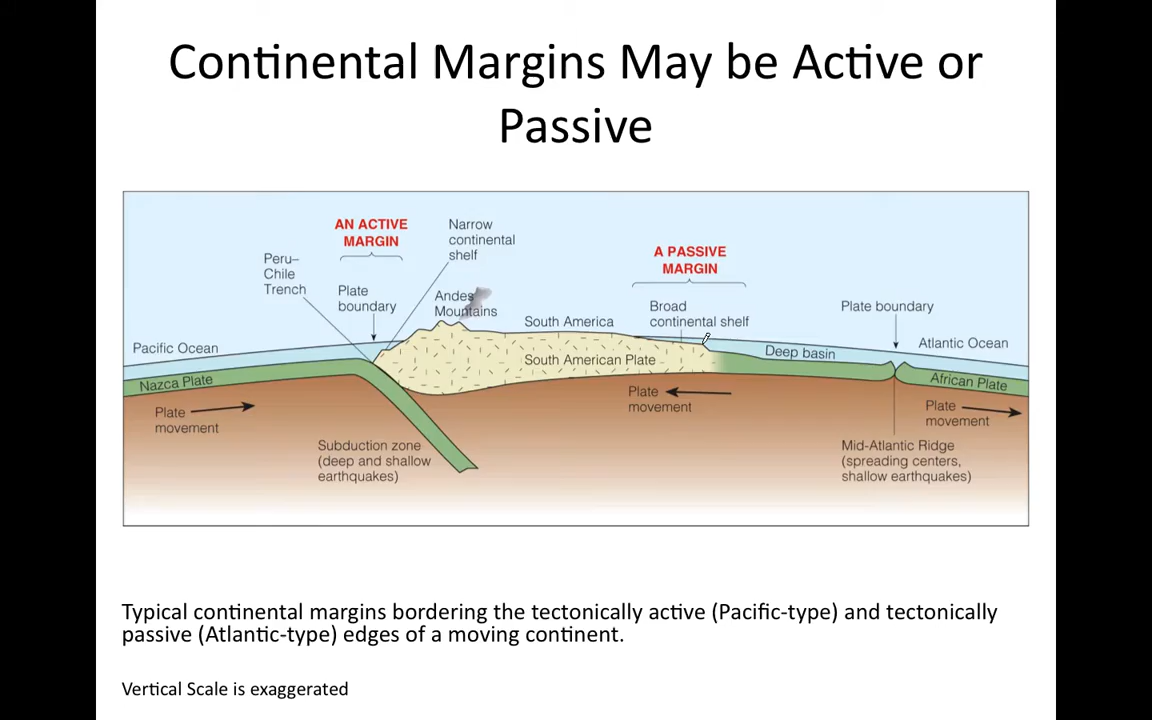 Continental Margins May be Active or
Passive
AN ACTIVE
MARGIN
Narrow
continental
shelf
Peru–
Chile
Trench
Plate
boundary
Andes
Mountains
South America
A PASSIVE
MARGIN
Broad
continental shelf
Plate boundary
Pacific Ocean
Atlantic Ocean
Deep basin
South American Plate
Nazca Plate
African Plate
Plate
movement
Plate
movement
Plate
movement
Subduction zone
(deep and shallow
earthquakes)
Mid-Atlantic Ridge
(spreading centers,
shallow earthquakes)
Typical continental margins bordering the tectonically active (Pacific-type) and tectonically
passive (Atlantic-type) edges of a moving continent.
Vertical Scale is exaggerated